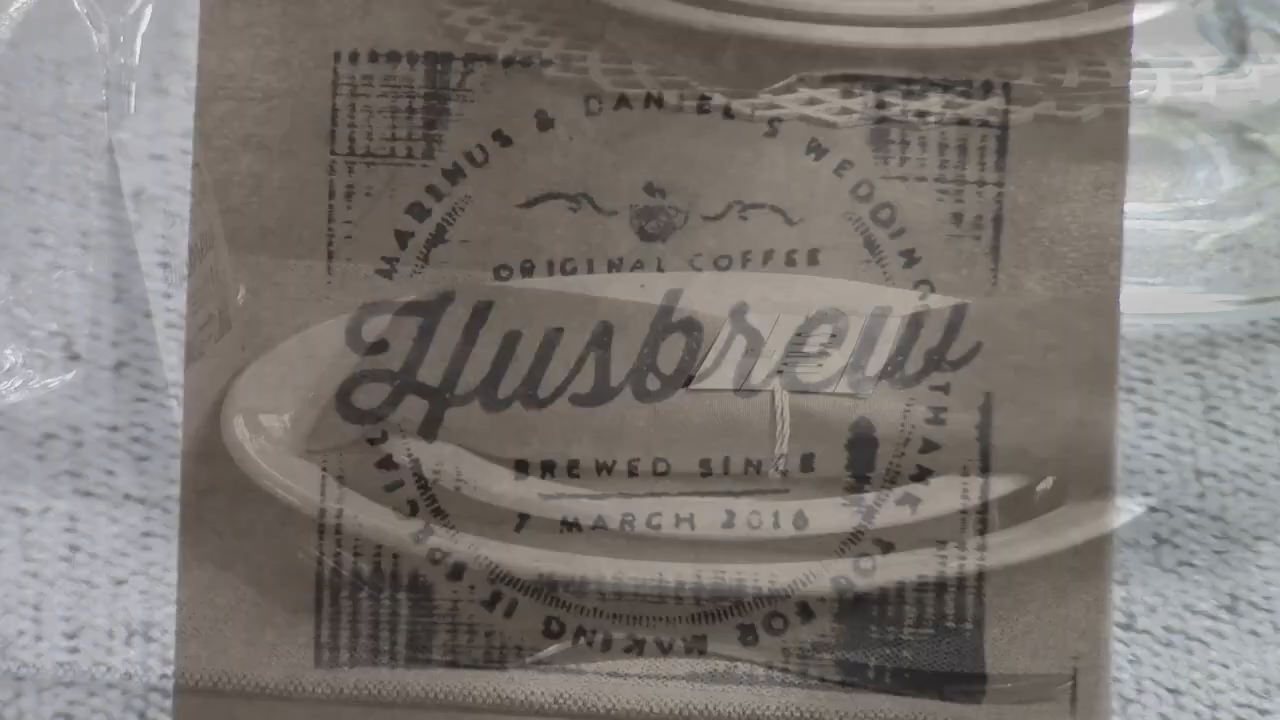 MARINUS & DANIEL'S WEDDING
ORIGINAL COFFEE
Husbrew
BREWED SINCE
7 MARCH 2016
THANK YOU FOR MAKING IT SPECIAL